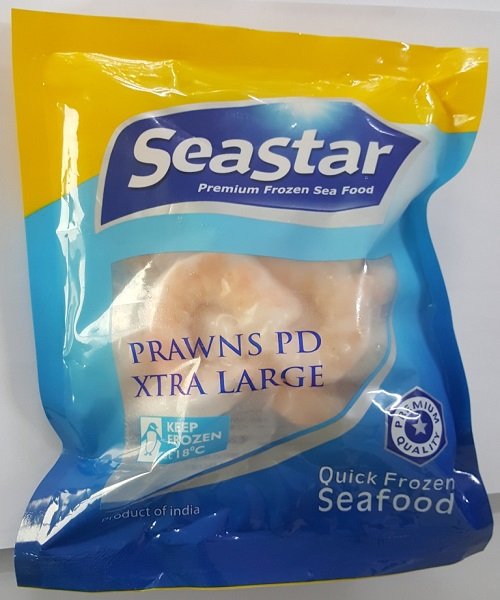 Seastar
Premium Frozen Sea Food
PRAWNS PD
XTRA LARGE
KEEP
FROZEN
18°C
PREMIUM
QUALITY
Quick Frozen
Seafood
Product of india